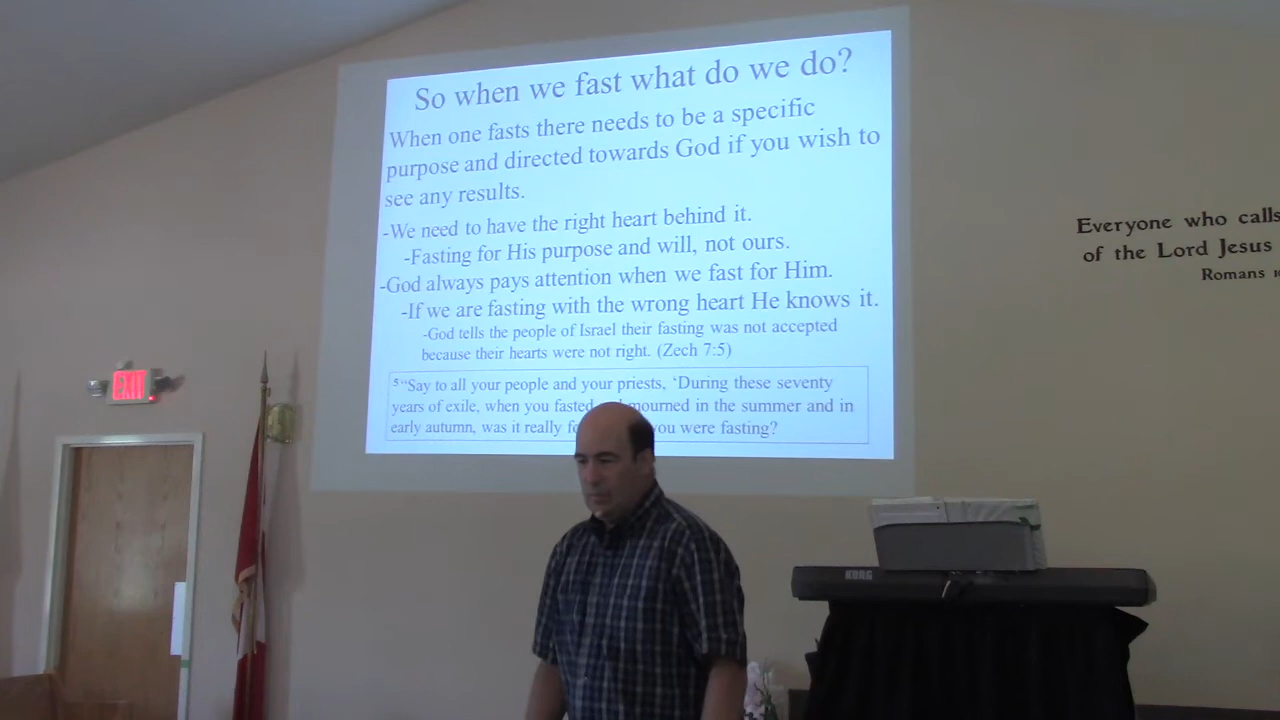 So when we fast what do we do?
When one fasts there needs to be a specific
purpose and directed towards God if you wish to
see any results.
-We need to have the right heart behind it.
-Fasting for His purpose and will, not ours.
-God always pays attention when we fast for Him.
-If we are fasting with the wrong heart He knows it.
-God tells the people of Israel their fasting was not accepted
because their hearts were not right. (Zech 7:5)
5 "Say to all your people and your priests, 'During these seventy
years of exile, when you fasted mourned in the summer and in
early autumn, was it really you were fasting?
Everyone who calls
of the Lord Jesus
Romans
EXIT
KORG